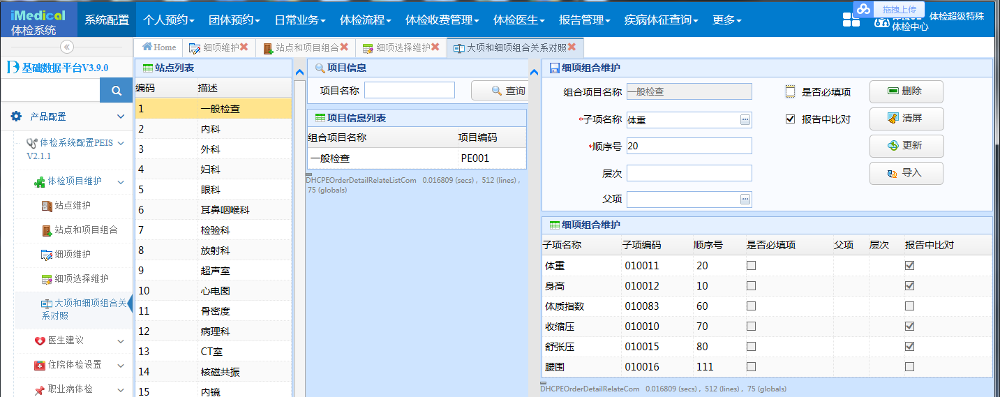 iMedical
体检系统
系统配置 个人预约 团体预约 日常业务 体检流程 体检收费管理 体检医生 报告管理 疾病体征查询 更多
拖拽上传
体检超级特殊
体检中心
Home 细项维护 站点和项目组合 细项选择维护 大项和细项组合关系对照
基础数据平台V3.9.0
产品配置
体检系统配置PEIS
V2.1.1
体检项目维护
站点维护
站点和项目组合
细项维护
细项选择维护
大项和细项组合关
系对照
医生建议
住院体检设置
职业病体检
站点列表
编码 描述
1 一般检查
2 内科
3 外科
4 妇科
5 眼科
6 耳鼻咽喉科
7 检验科
8 放射科
9 超声室
10 心电图
11 骨密度
12 病理科
13 CT室
14 核磁共振
15 内镜
项目信息
项目名称 查询
项目信息列表
组合项目名称 项目编码
一般检查 PE001
DHCPEOrderDetailRelateListCom 0.016809 (secs) , 512 (lines) ,
75 (globals)
细项组合维护
组合项目名称 一般检查 是否必填项 删除
*子项名称 体重 报告中比对 清屏
*顺序号 20 更新
层次 导入
父项
细项组合维护
子项名称 子项编码 顺序号 是否必填项 父项 层次 报告中比对
体重 010011 20
身高 010012 10
体质指数 010083 60
收缩压 010010 70
舒张压 010015 80
腰围 010016 111
DHCPEOrderDetailRelateCom 0.016809 (secs) , 512 (lines) , 75 (globals)